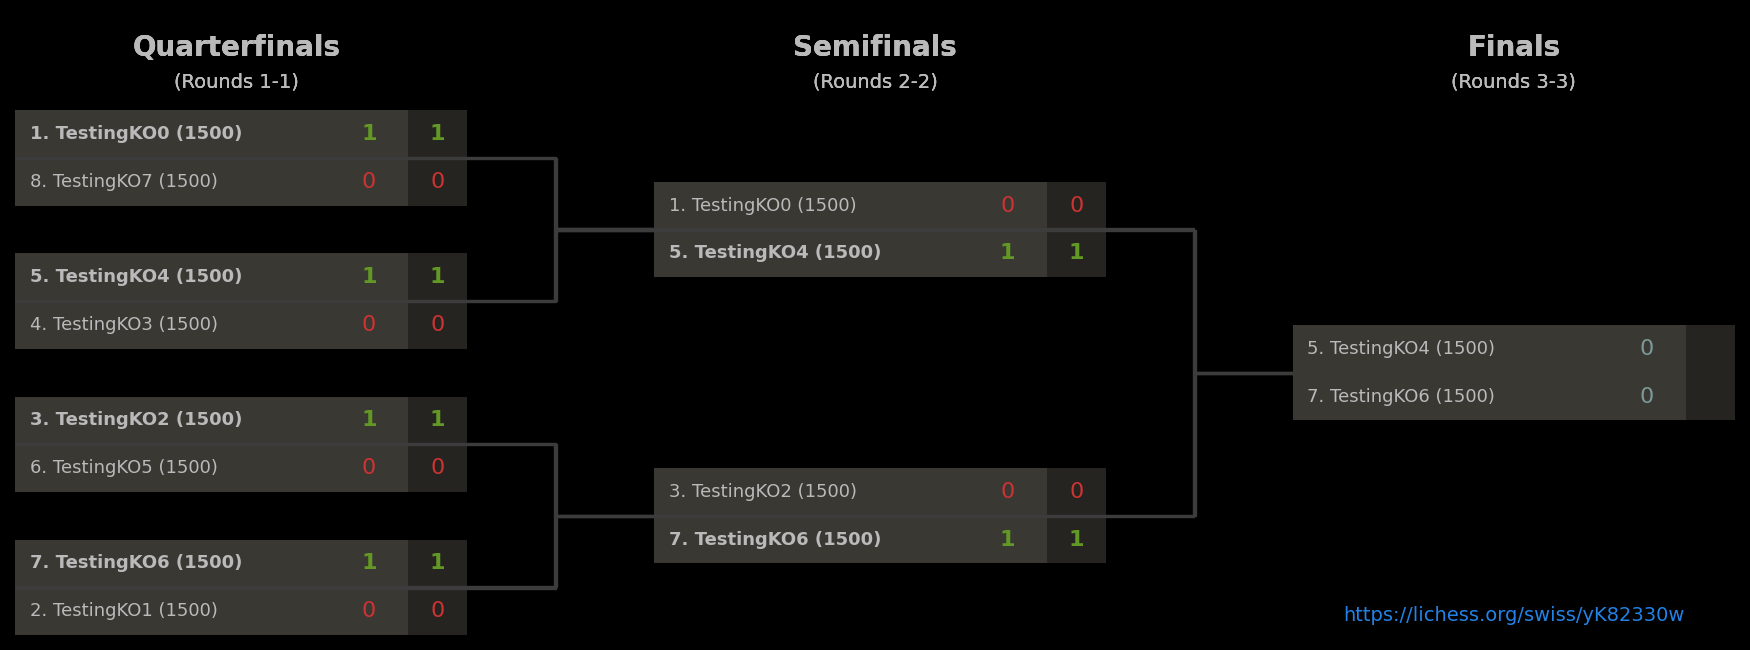 Quarterfinals
(Rounds 1-1)
1. TestingKO0 (1500) 1 1
8. TestingKO7 (1500) 0 0
5. TestingKO4 (1500) 1 1
4. TestingKO3 (1500) 0 0
3. TestingKO2 (1500) 1 1
6. TestingKO5 (1500) 0 0
7. TestingKO6 (1500) 1 1
2. TestingKO1 (1500) 0 0
Semifinals
(Rounds 2-2)
1. TestingKO0 (1500) 0 0
5. TestingKO4 (1500) 1 1
3. TestingKO2 (1500) 0 0
7. TestingKO6 (1500) 1 1
Finals
(Rounds 3-3)
5. TestingKO4 (1500) 0
7. TestingKO6 (1500) 0
https://lichess.org/swiss/yK82330w